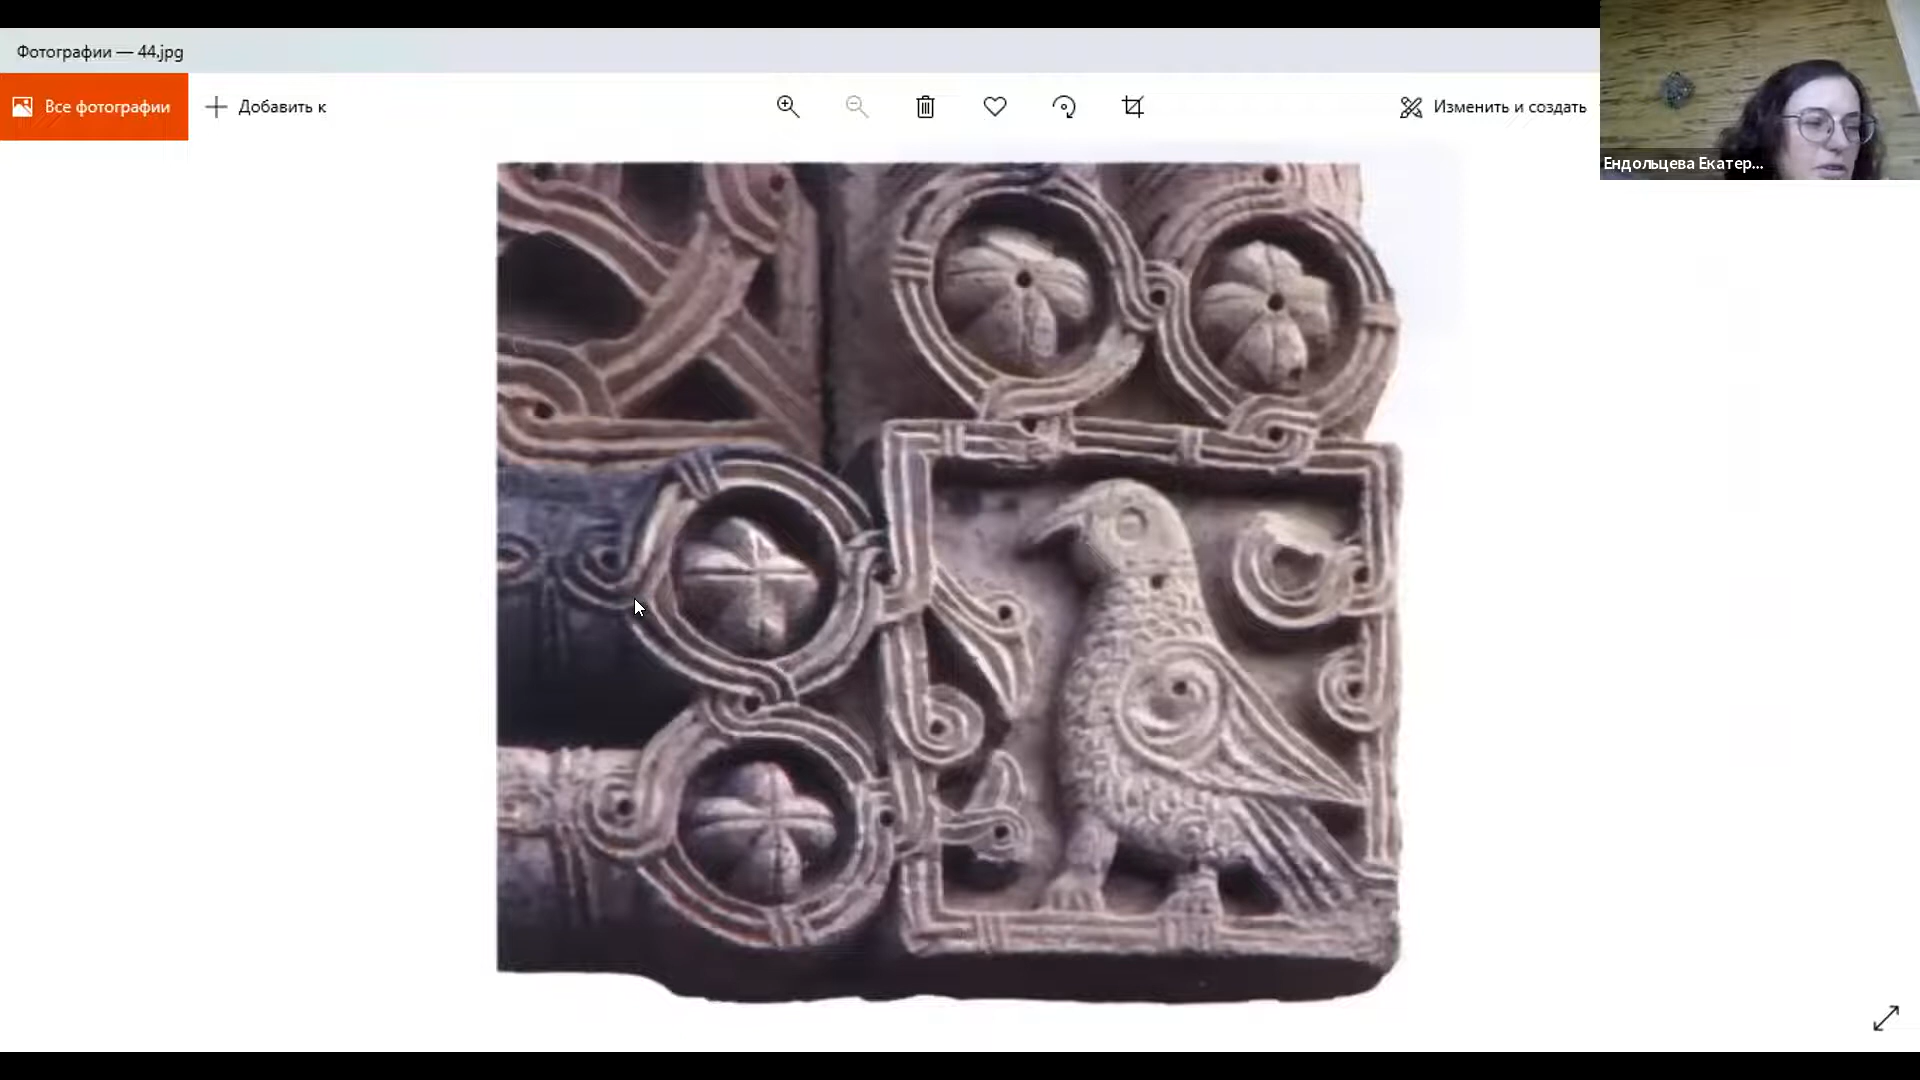 Фотографии — 44.jpg
Все фотографии
Добавить к
Изменить и создать
Ендольцева Екатер...